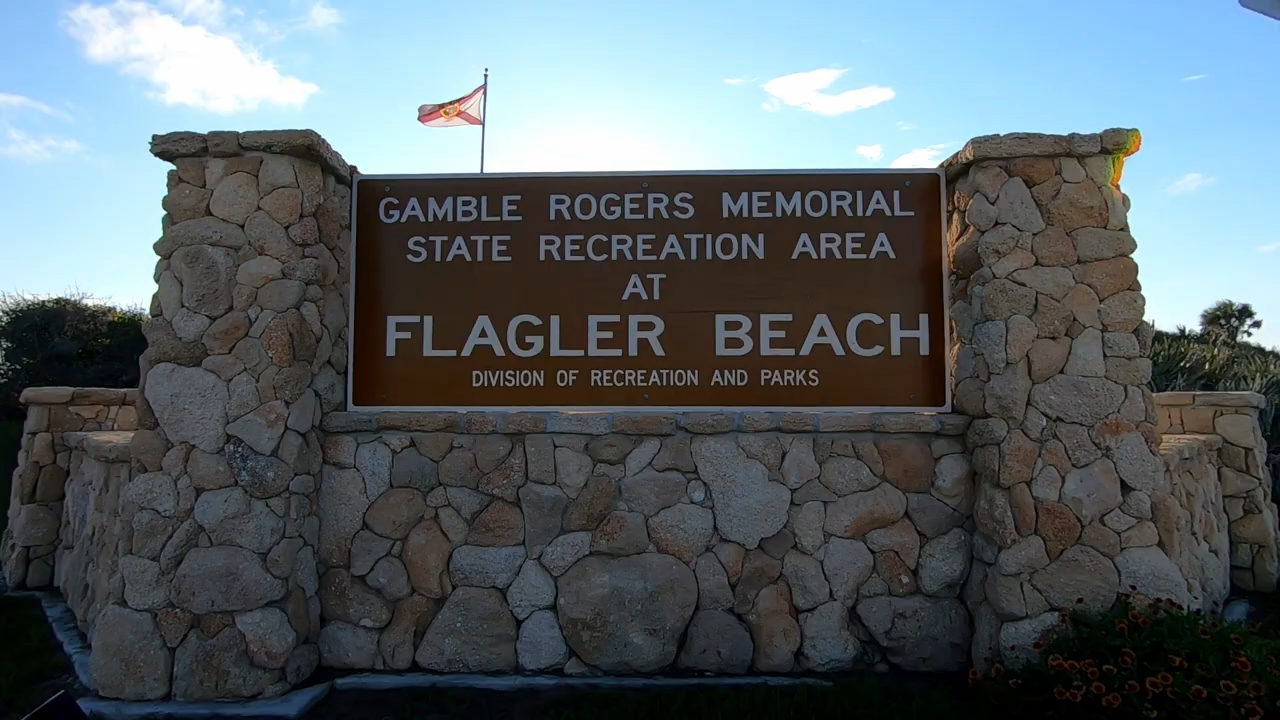 GAMBLE ROGERS MEMORIAL
STATE RECREATION AREA
AT
FLAGLER BEACH
DIVISION OF RECREATION AND PARKS